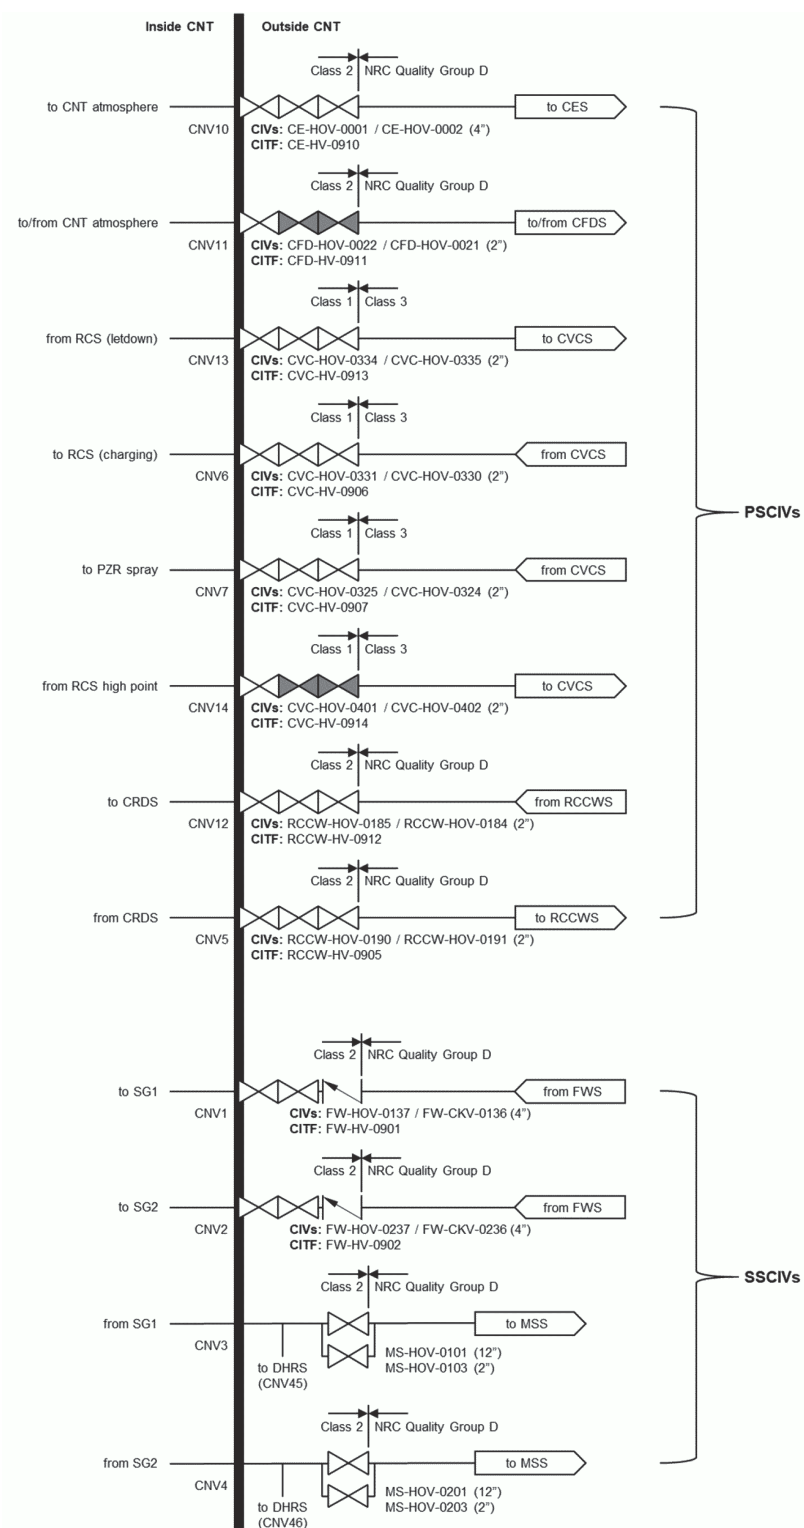 Inside CNT Outside CNT
Class 2 NRC Quality Group D
to CNT atmosphere to CES
CNV10 CIVs: CE-HOV-0001 / CE-HOV-0002 (4")
CITF: CE-HV-0910
Class 2 NRC Quality Group D
to/from CNT atmosphere to/from CFDS
CNV11 CIVs: CFD-HOV-0022 / CFD-HOV-0021 (2")
CITF: CFD-HV-0911
Class 1 Class 3
from RCS (letdown) to CVCS
CNV13 CIVs: CVC-HOV-0334 / CVC-HOV-0335 (2")
CITF: CVC-HV-0913
Class 1 Class 3
to RCS (charging) from CVCS
CNV6 CIVs: CVC-HOV-0331 / CVC-HOV-0330 (2")
CITF: CVC-HV-0906
PSCIVs
Class 1 Class 3
to PZR spray from CVCS
CNV7 CIVs: CVC-HOV-0325 / CVC-HOV-0324 (2")
CITF: CVC-HV-0907
Class 1 Class 3
from RCS high point to CVCS
CNV14 CIVs: CVC-HOV-0401 / CVC-HOV-0402 (2")
CITF: CVC-HV-0914
Class 2 NRC Quality Group D
to CRDS from RCCWS
CNV12 CIVs: RCCW-HOV-0185 / RCCW-HOV-0184 (2")
CITF: RCCW-HV-0912
Class 2 NRC Quality Group D
from CRDS to RCCWS
CNV5 CIVs: RCCW-HOV-0190 / RCCW-HOV-0191 (2")
CITF: RCCW-HV-0905
Class 2 NRC Quality Group D
to SG1 from FWS
CNV1 CIVs: FW-HOV-0137 / FW-CKV-0136 (4")
CITF: FW-HV-0901
Class 2 NRC Quality Group D
to SG2 from FWS
CNV2 CIVs: FW-HOV-0237 / FW-CKV-0236 (4")
CITF: FW-HV-0902
SSCIVs
Class 2 NRC Quality Group D
from SG1 to MSS
CNV3
MS-HOV-0101 (12")
to DHRS MS-HOV-0103 (2")
(CNV45)
Class 2 NRC Quality Group D
from SG2 to MSS
CNV4
MS-HOV-0201 (12")
to DHRS MS-HOV-0203 (2")
(CNV46)